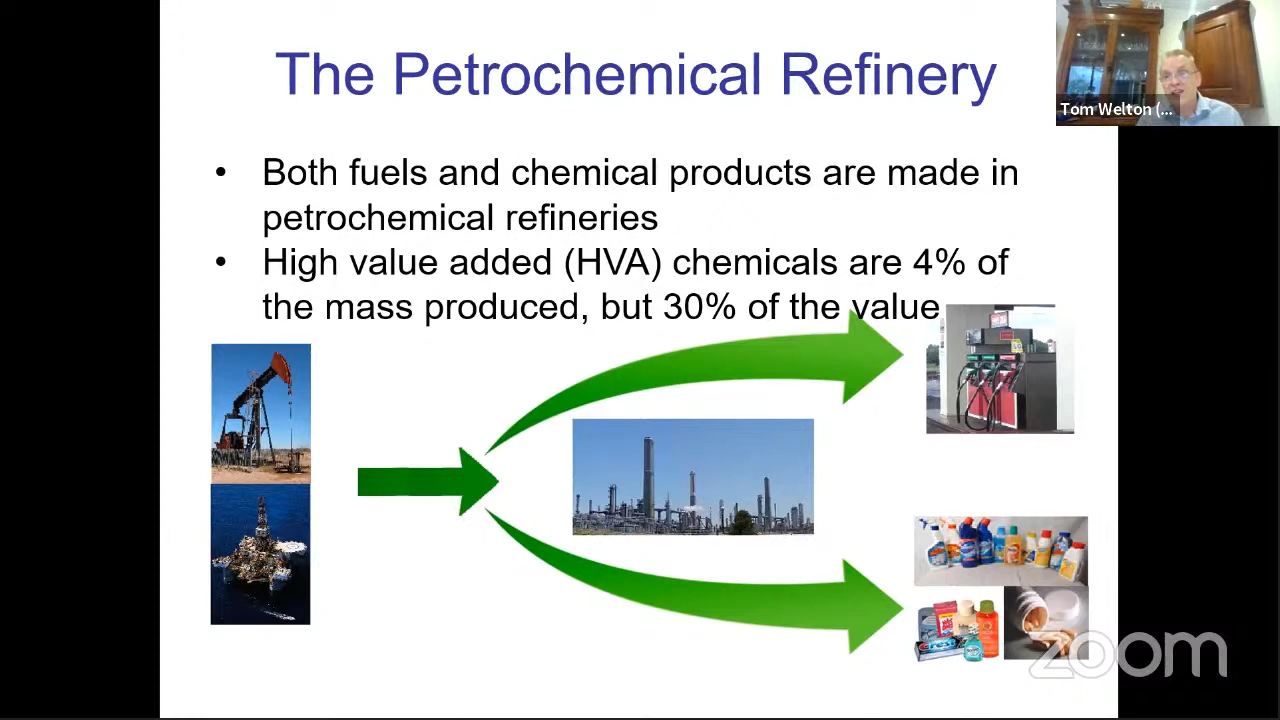 The Petrochemical Refinery
Tom Welton (...
• Both fuels and chemical products are made in
petrochemical refineries
• High value added (HVA) chemicals are 4% of
the mass produced, but 30% of the value
Crest
zoom